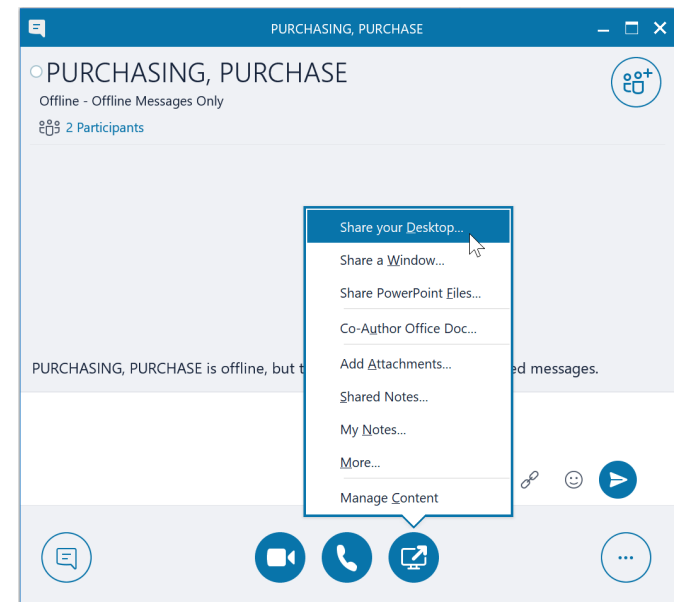 PURCHASING, PURCHASE
PURCHASING, PURCHASE
Offline - Offline Messages Only
2 Participants
Share your Desktop...
Share a Window...
Share PowerPoint Files...
Co-Author Office Doc...
PURCHASING, PURCHASE is offline, but
ed messages.
Add Attachments...
Shared Notes...
My Notes...
More...
Manage Content